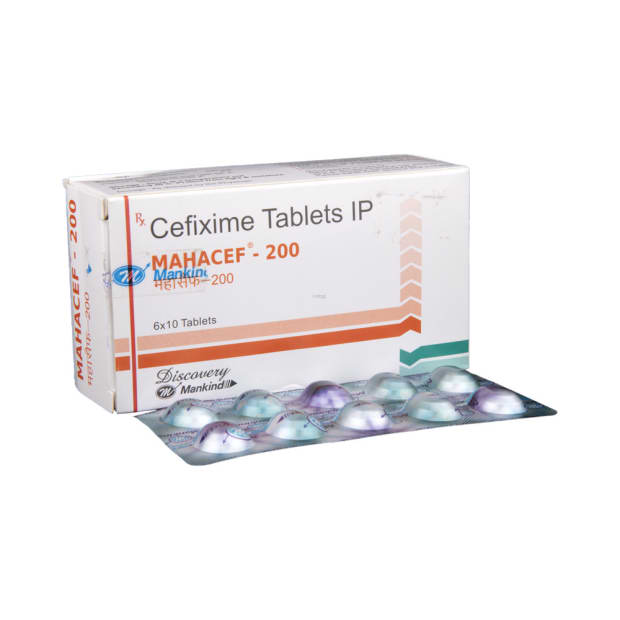 Rx
Cefixime Tablets IP
MAHACEF® - 200
Mankind
महासेफ-200
6x10 Tablets
Discovery
Mankind
MAHACEF - 200
महासेफ-200